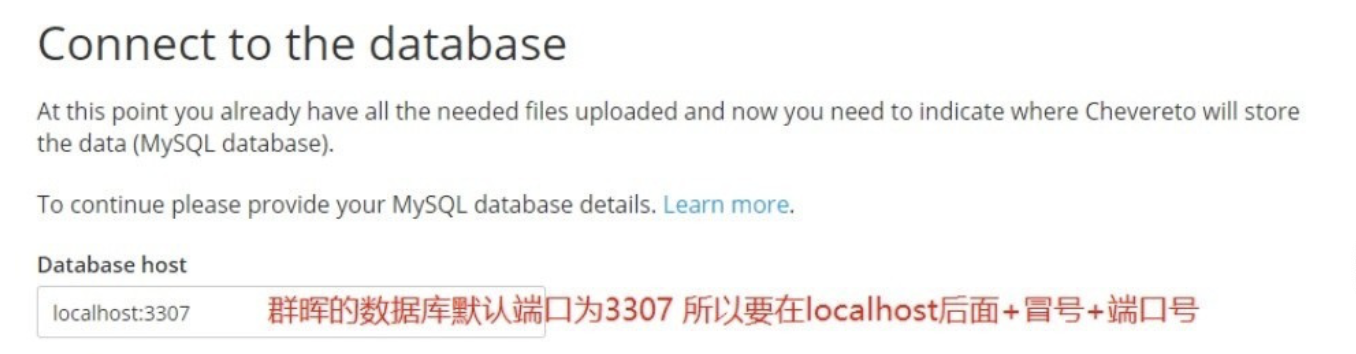 Connect to the database
At this point you already have all the needed files uploaded and now you need to indicate where Chevereto will store
the data (MySQL database).
To continue please provide your MySQL database details. Learn more.
Database host
localhost:3307 群晖的数据库默认端口为3307 所以要在localhost后面+冒号+端口号